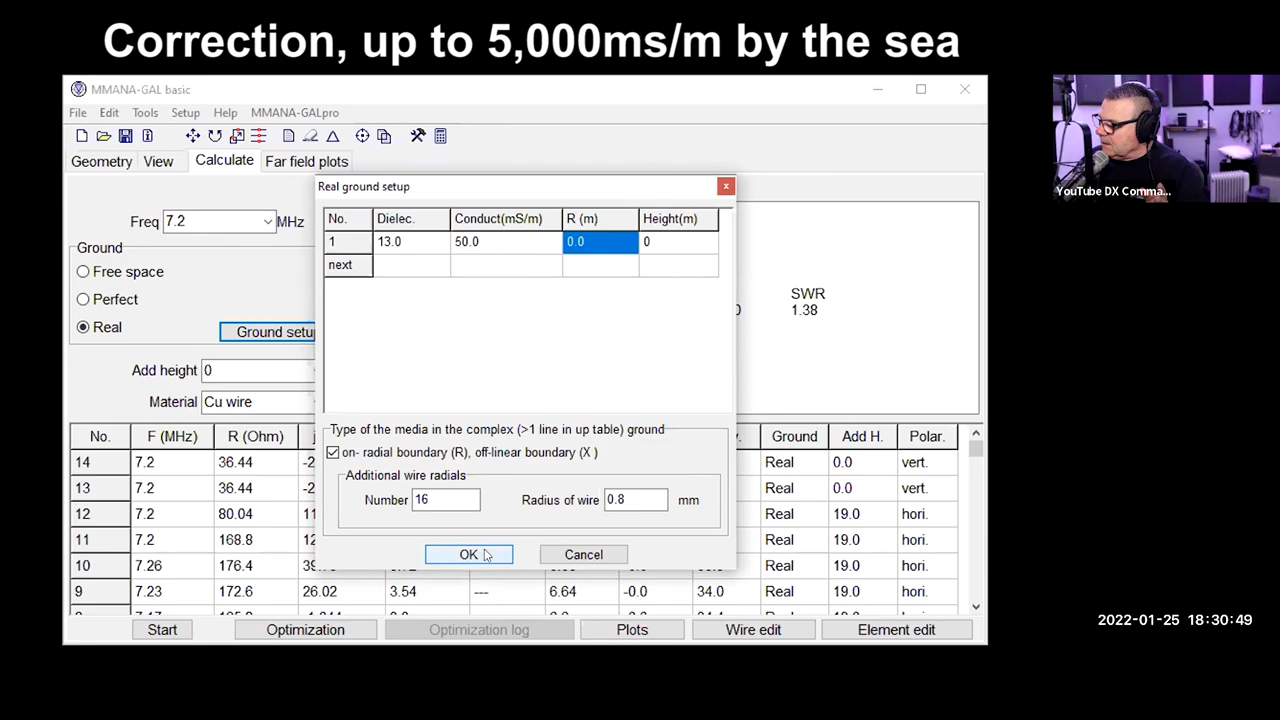 Correction, up to 5,000ms/m by the sea
MMANA-GAL basic
File Edit Tools Setup Help MMANA-GALpro
Geometry View Calculate Far field plots
Real ground setup
x
No. Dielec. Conduct(mS/m) R (m) Height(m)
1 13.0 50.0 0.0 0
next
Freq 7.2 MHz
Ground
Free space
Perfect
Real
Ground setup
Add height 0
Material Cu wire
SWR
0 1.38
Type of the media in the complex (>1 line in up table) ground
on- radial boundary (R), off-linear boundary (X )
Additional wire radials
Number 16 Radius of wire 0.8 mm
OK Cancel
No. F (MHz) R (Ohm) Ground Add H. Polar.
14 7.2 36.44 -2 Real 0.0 vert.
13 7.2 36.44 -2 Real 0.0 vert.
12 7.2 80.04 11 Real 19.0 hori.
11 7.2 168.8 12 Real 19.0 hori.
10 7.26 176.4 Real 19.0 hori.
9 7.23 172.6 26.02 3.54 --- 6.64 -0.0 34.0 Real 19.0 hori.
Start Optimization Optimization log Plots Wire edit Element edit
YouTube DX Comma...
2022-01-25 18:30:49